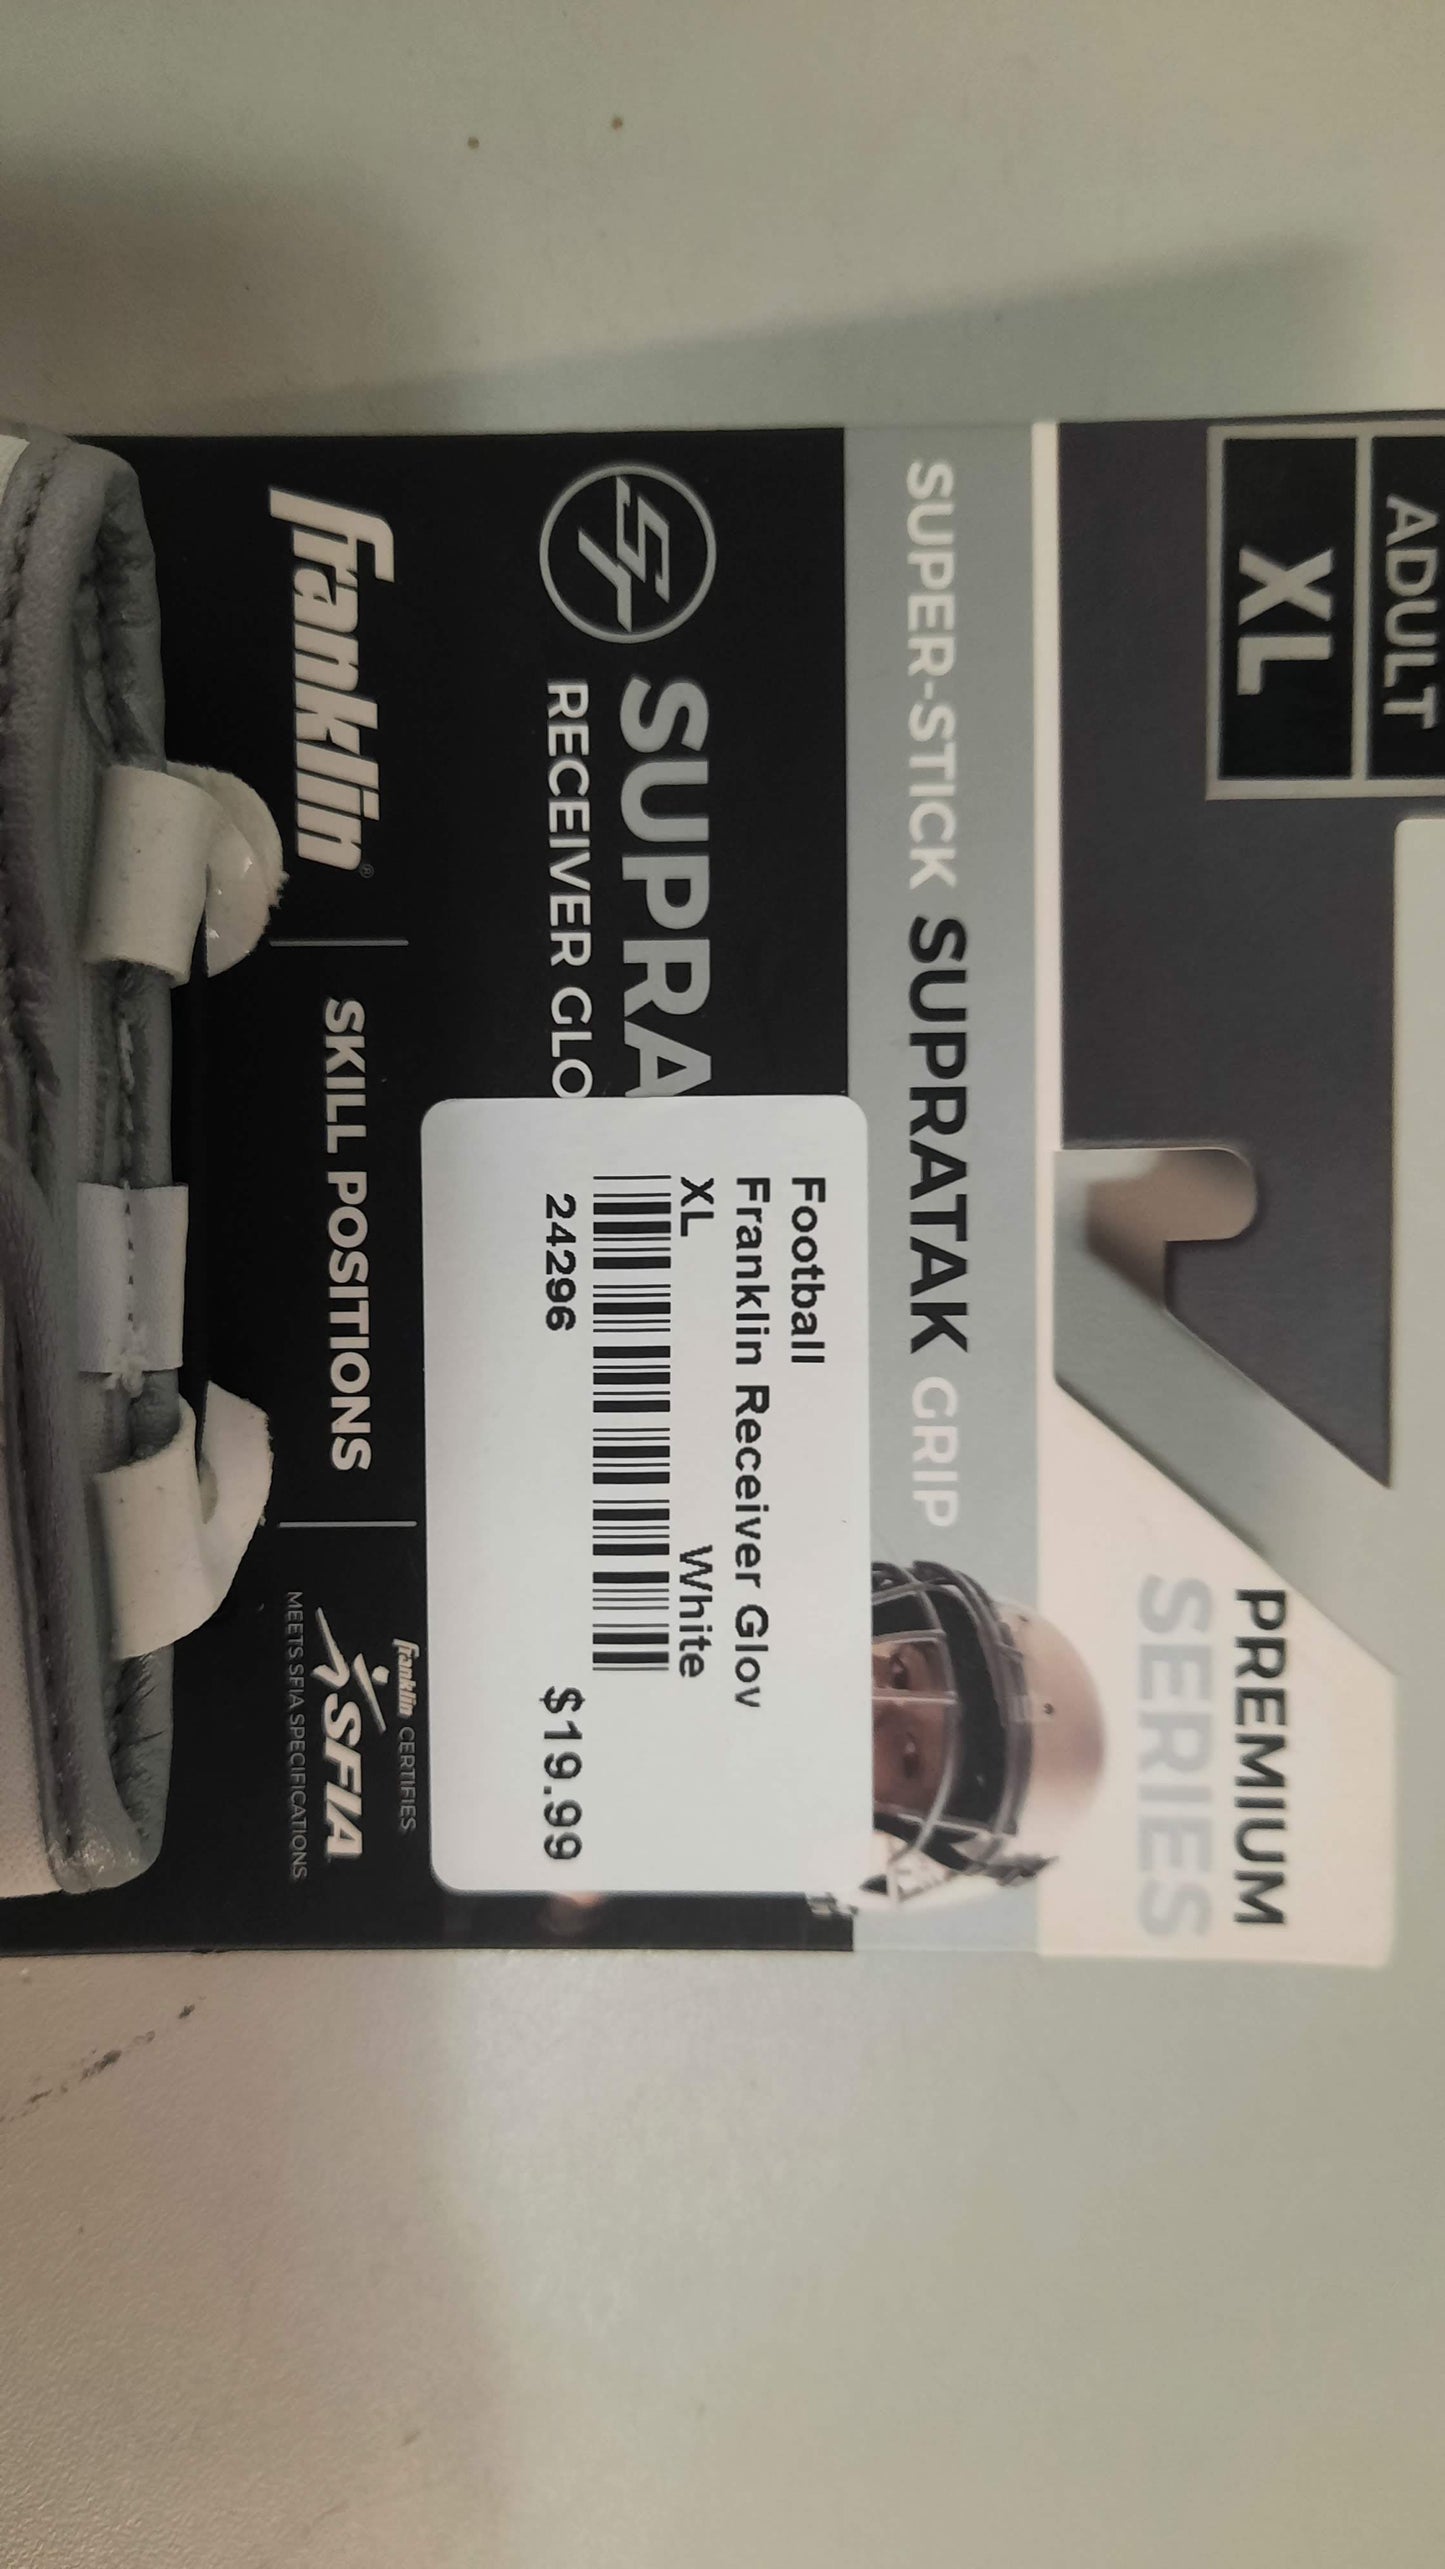 ADULT
XL
PREMIUM
SERIES
SUPER-STICK SUPRATAK GRIP
SUPRA
RECEIVER GLO
Football
Franklin Receiver Glov
XL White
24296
$19.99
Franklin®
SKILL POSITIONS
Franklin CERTIFIES
SFIA
MEETS SFIA SPECIFICATIONS